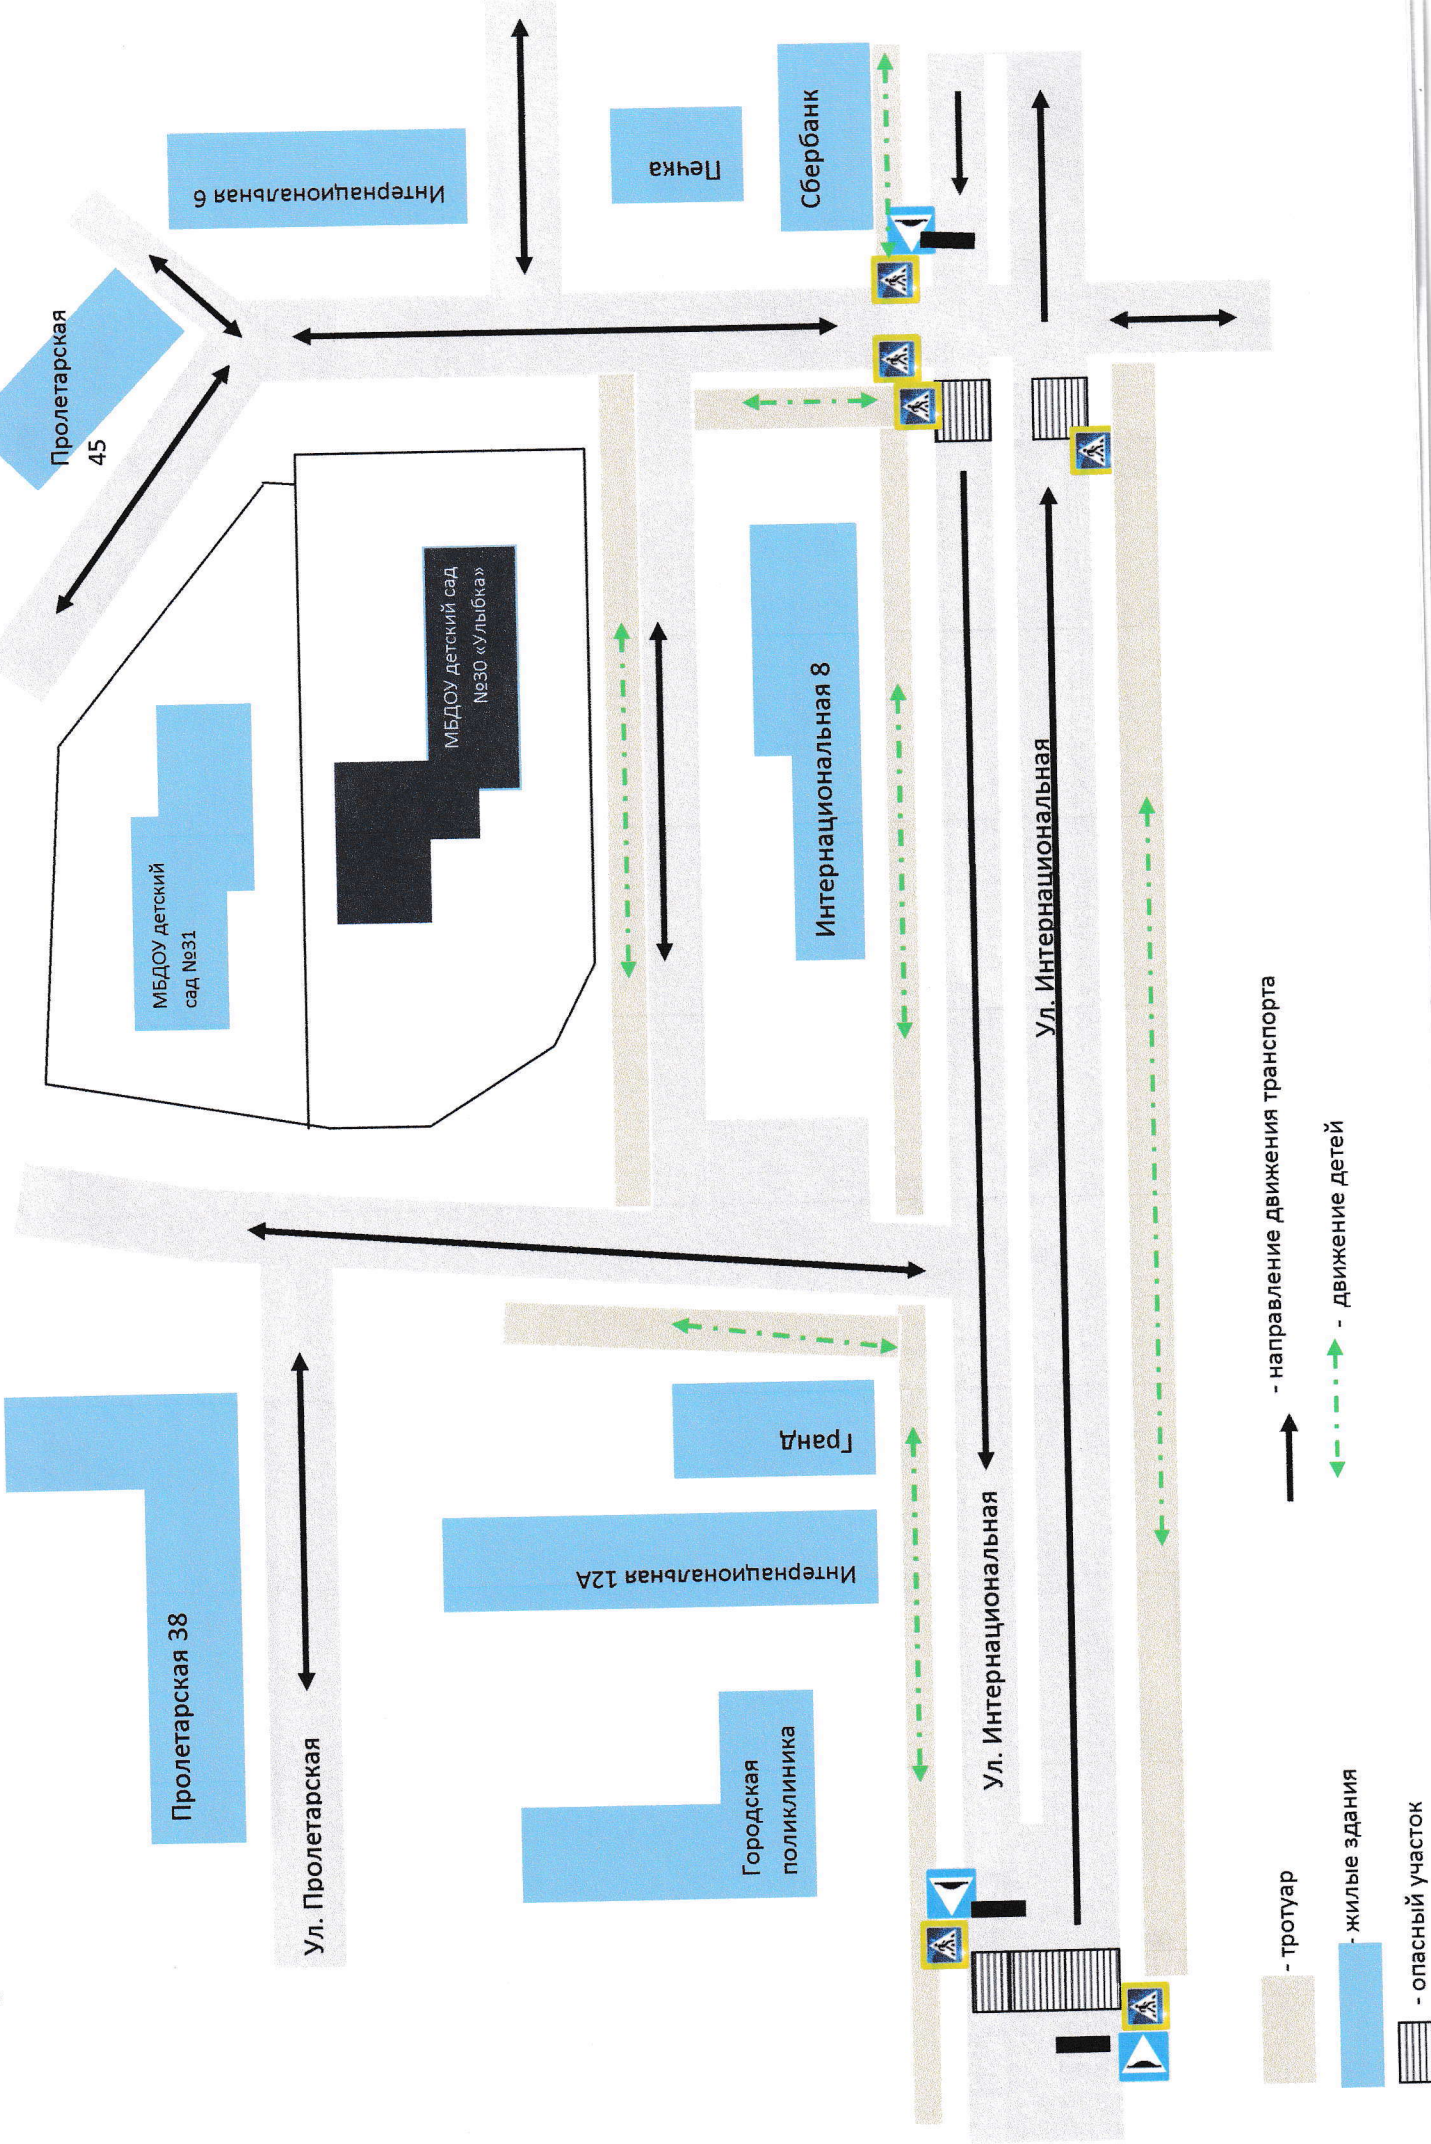 Пролетарская
45
Интернациональная 6
Печка
Сбербанк
МБДОУ детский
сад №31
МБДОУ детский сад
№30 «Улыбка»
Интернациональная 8
Ул. Интернациональная
Пролетарская 38
Ул. Пролетарская
Гранд
Интернациональная 12А
Городская
поликлиника
Ул. Интернациональная
- тротуар
- жилые здания
- опасный участок
- направление движения транспорта
- движение детей